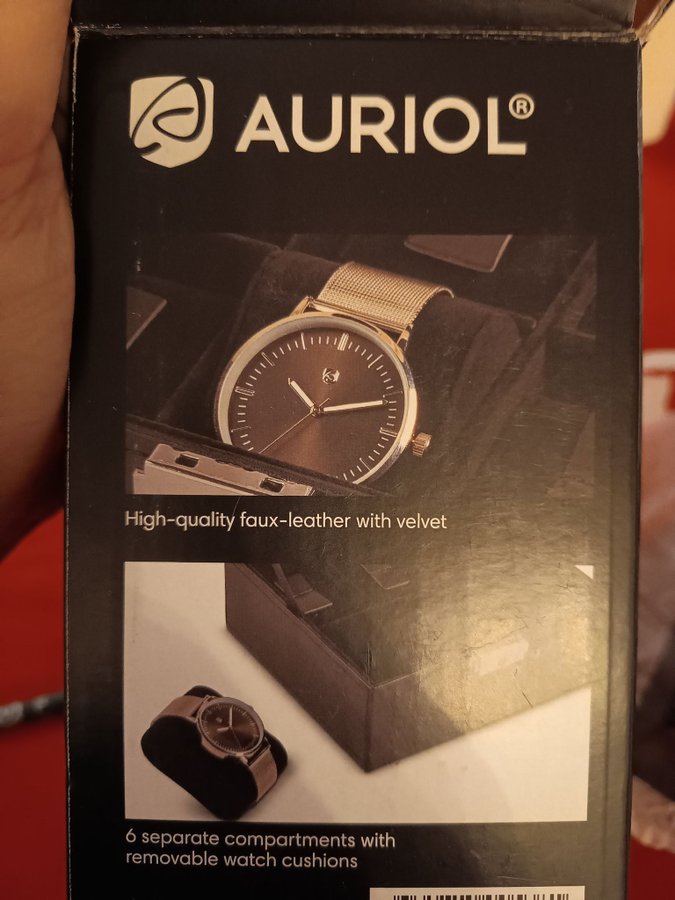 AURIOL®
High-quality faux-leather with velvet
6 separate compartments with
removable watch cushions